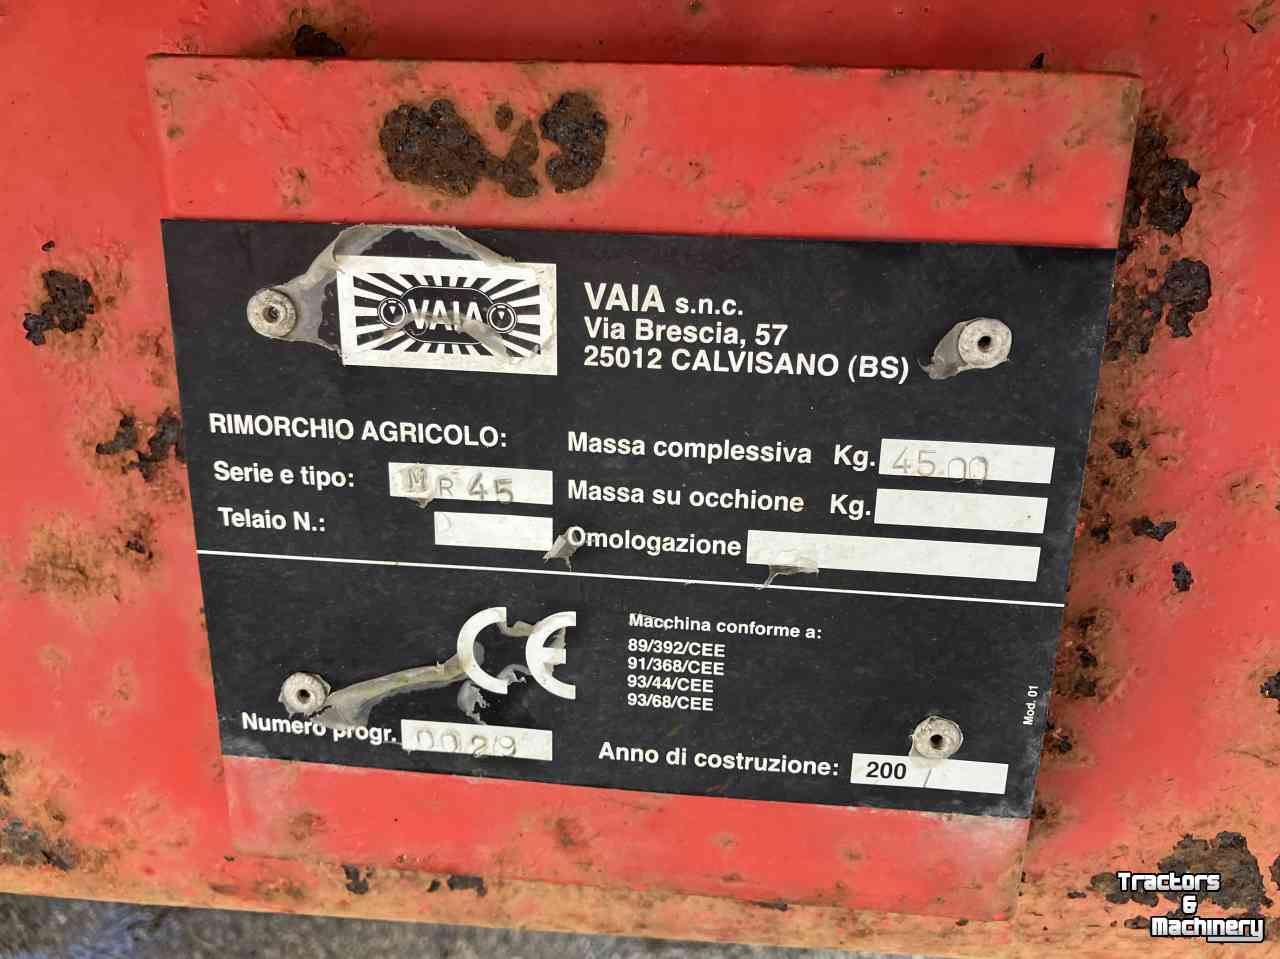 VAIA
VAIA s.n.c.
Via Brescia, 57
25012 CALVISANO (BS)
RIMORCHIO AGRICOLO:
Serie e tipo: MR 45
Telaio N.:
Massa complessiva Kg. 4500
Massa su occhione Kg.
Omologazione
CE
Macchina conforme a:
89/392/CEE
91/368/CEE
93/44/CEE
93/68/CEE
Mod. 01
Numero progr. 0029
Anno di costruzione: 200
Tractors
&
Machinery